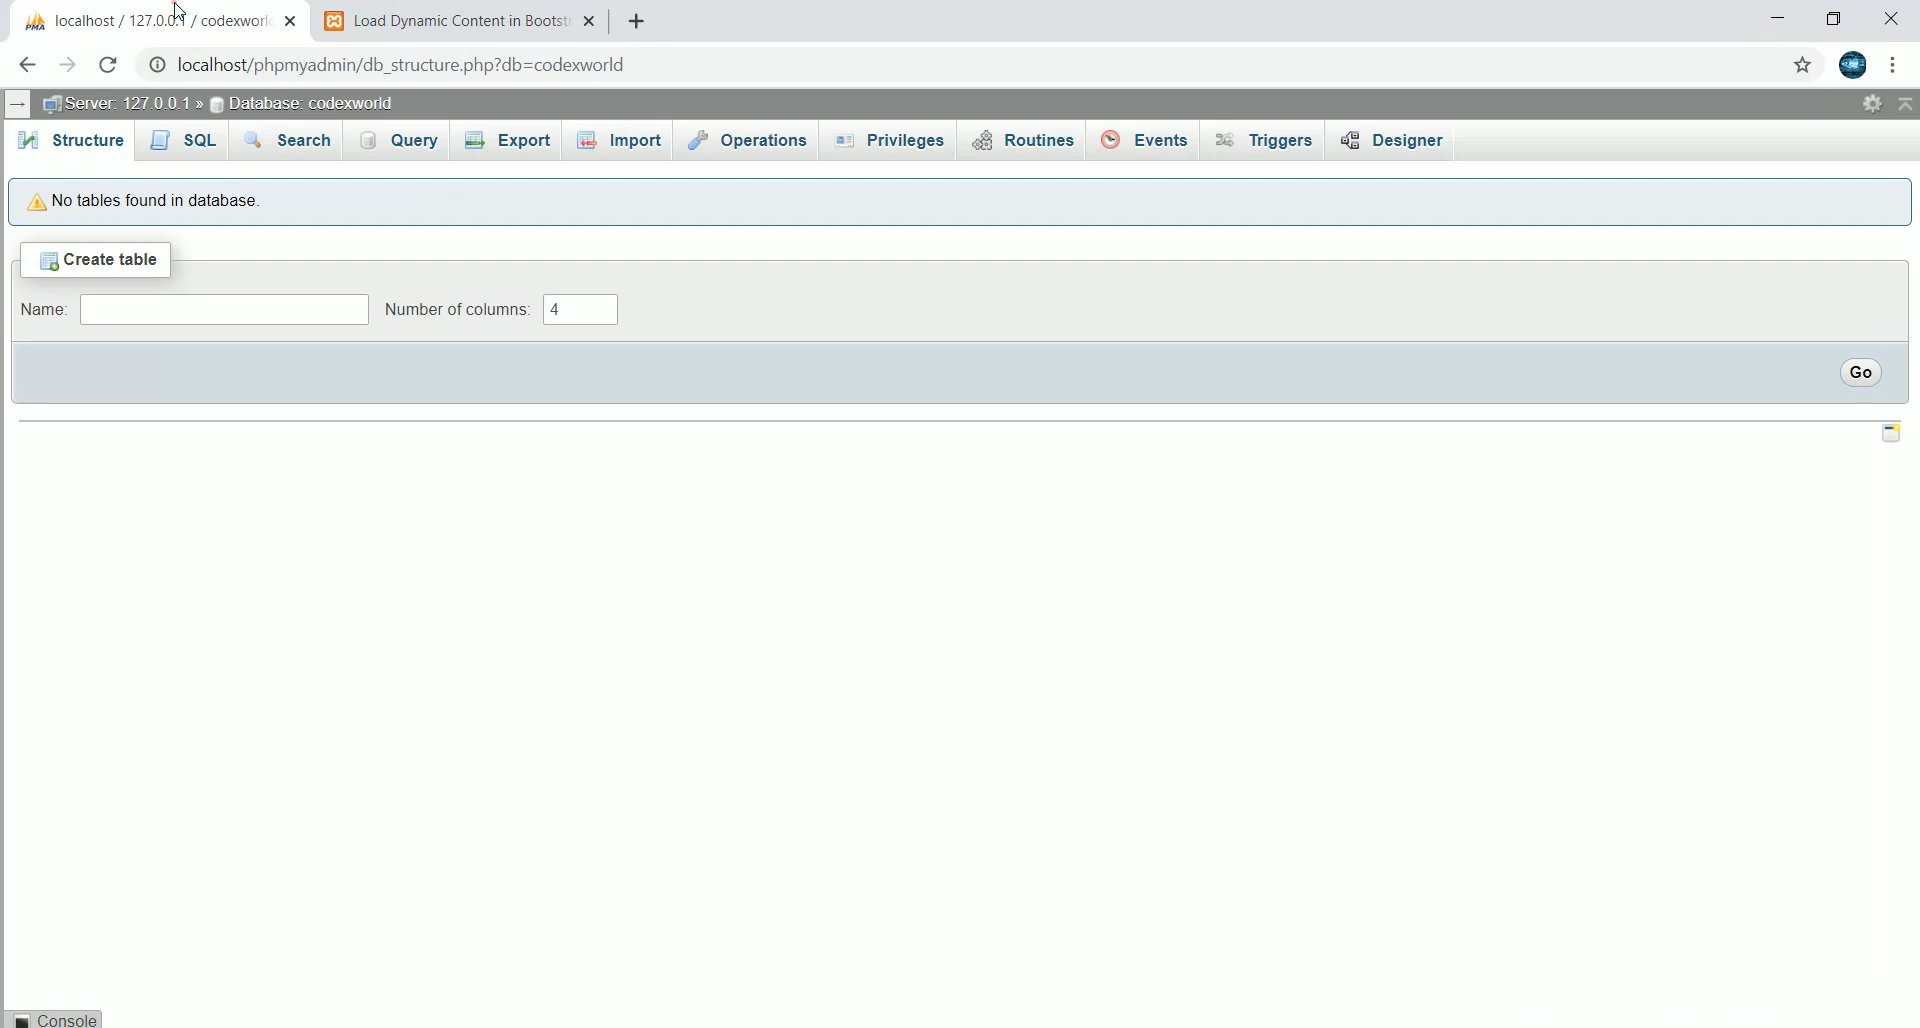 localhost / 127.0.0.1 / codexworl
Load Dynamic Content in Bootst
localhost/phpmyadmin/db_structure.php?db=codexworld
Server: 127.0.0.1 » Database: codexworld
Structure SQL Search Query Export Import Operations Privileges Routines Events Triggers Designer
No tables found in database.
Create table
Name: Number of columns: 4
Go
Console